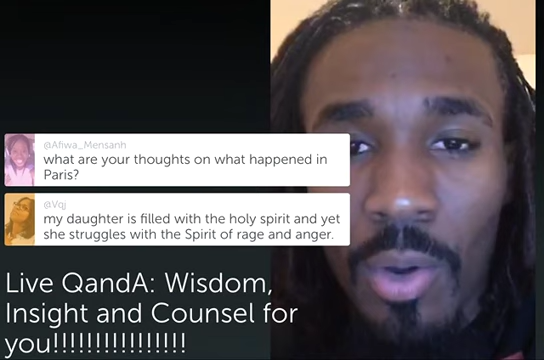 @Afiwa_Mensanh
what are your thoughts on what happened in
Paris?
@Vqj
my daughter is filled with the holy spirit and yet
she struggles with the Spirit of rage and anger.
Live QandA: Wisdom,
Insight and Counsel for
you!!!!!!!!!!!!!!!!!